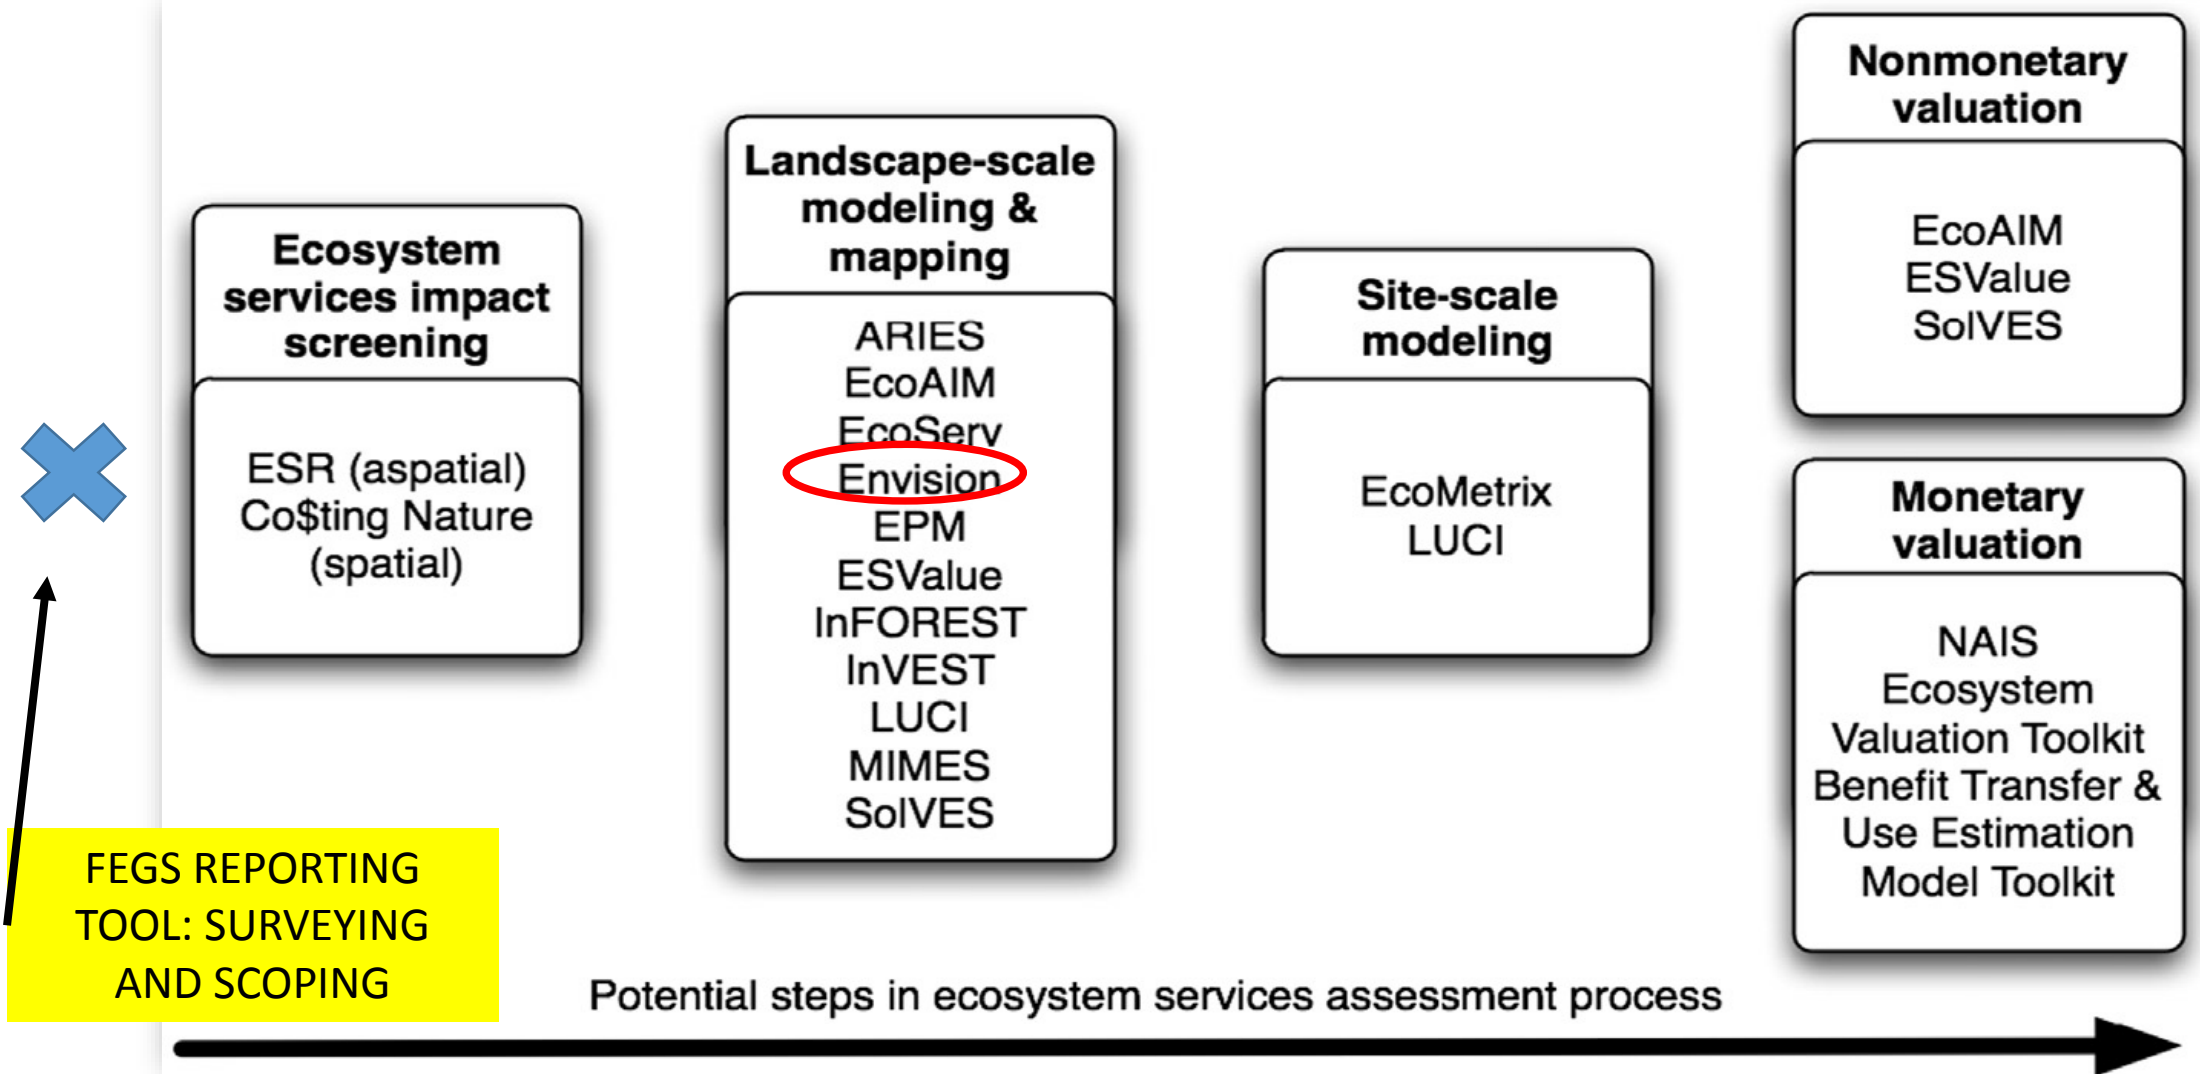 Ecosystem
services impact
screening
ESR (aspatial)
Co$ting Nature
(spatial)
Landscape-scale
modeling &
mapping
ARIES
EcoAIM
EcoServ
Envision
EPM
ESValue
InFOREST
InVEST
LUCI
MIMES
SolVES
Site-scale
modeling
EcoMetrix
LUCI
Nonmonetary
valuation
EcoAIM
ESValue
SolVES
Monetary
valuation
NAIS
Ecosystem
Valuation Toolkit
Benefit Transfer &
Use Estimation
Model Toolkit
FEGS REPORTING
TOOL: SURVEYING
AND SCOPING
Potential steps in ecosystem services assessment process